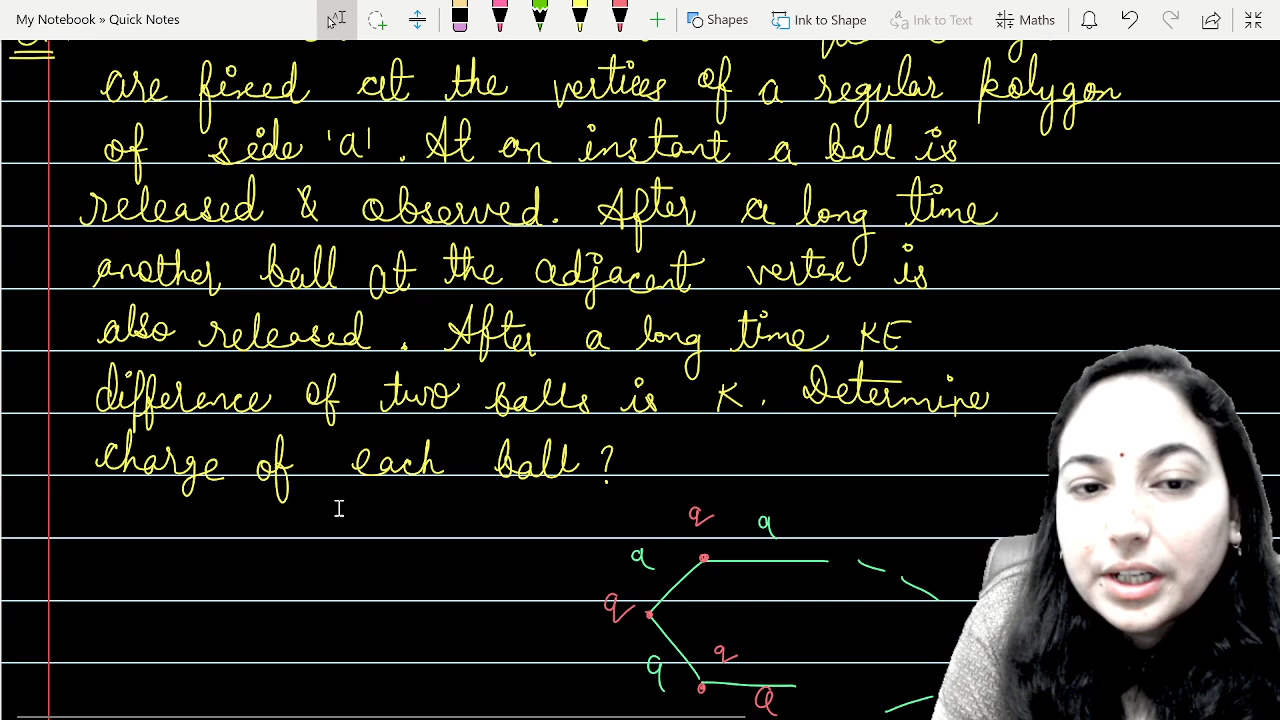 My Notebook » Quick Notes
Shapes
Ink to Shape
Ink to Text
Maths
are fixed at the vertices of a regular polygon
of side 'a'. At an instant a ball is
released & observed. After a long time
another ball at the adjacent vertex is
also released. After a long time KE
difference of two balls is K. Determine
charge of each ball?
q a
a
q
q
a
a